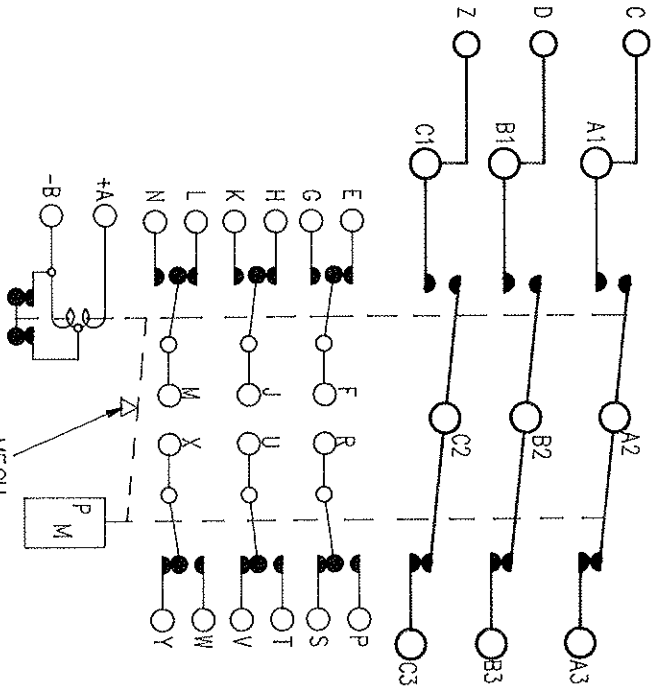 C A1 A2 A3
D B1 B2 B3
Z C1 C2 C3
E F R P
G S
H J U T
K V
L M X W
N Y
+A
-B
P
M